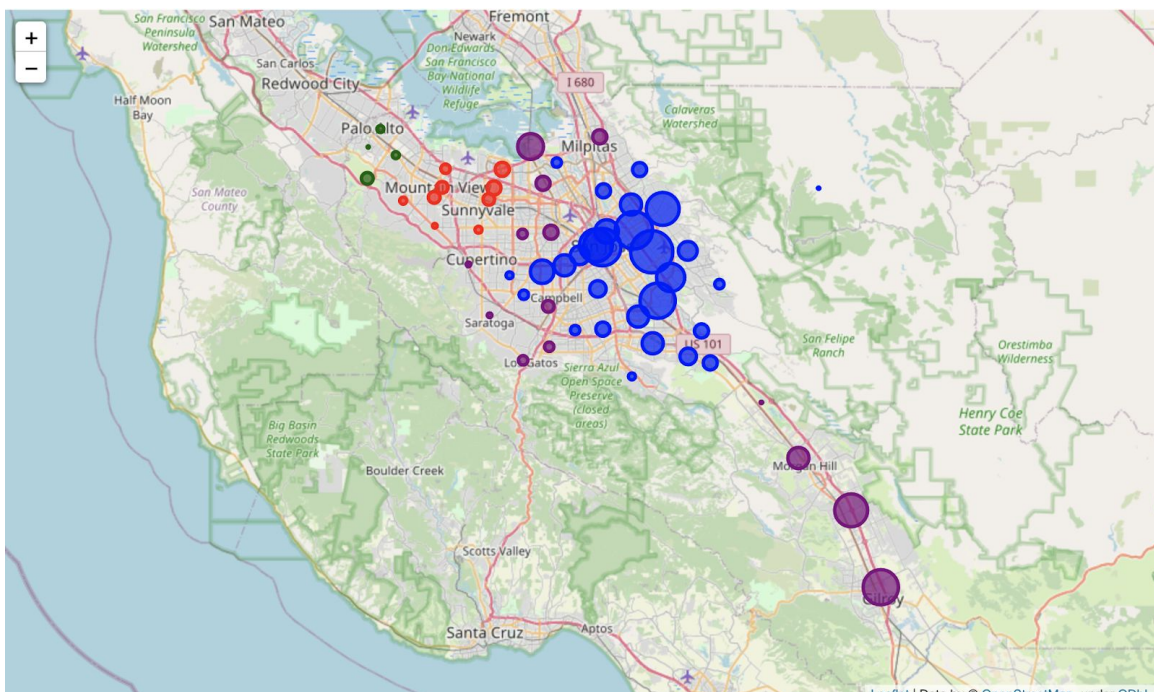 +
−
San Francisco
Peninsula
Watershed
San Mateo
Fremont
Newark
Don Edwards
San Francisco
Bay National
Wildlife
Refuge
San Carlos
Redwood City
I 680
Half Moon
Bay
Calaveras
Watershed
Palo Alto
Milpitas
San Mateo
County
Mountain View
Sunnyvale
Cupertino
Campbell
Saratoga
US 101
San Felipe
Ranch
Orestimba
Wilderness
Los Gatos
Sierra Azul
Open Space
Preserve
(closed
areas)
Henry Coe
State Park
Big Basin
Redwoods
State Park
Boulder Creek
Morgan Hill
Scotts Valley
Gilroy
Santa Cruz
Aptos